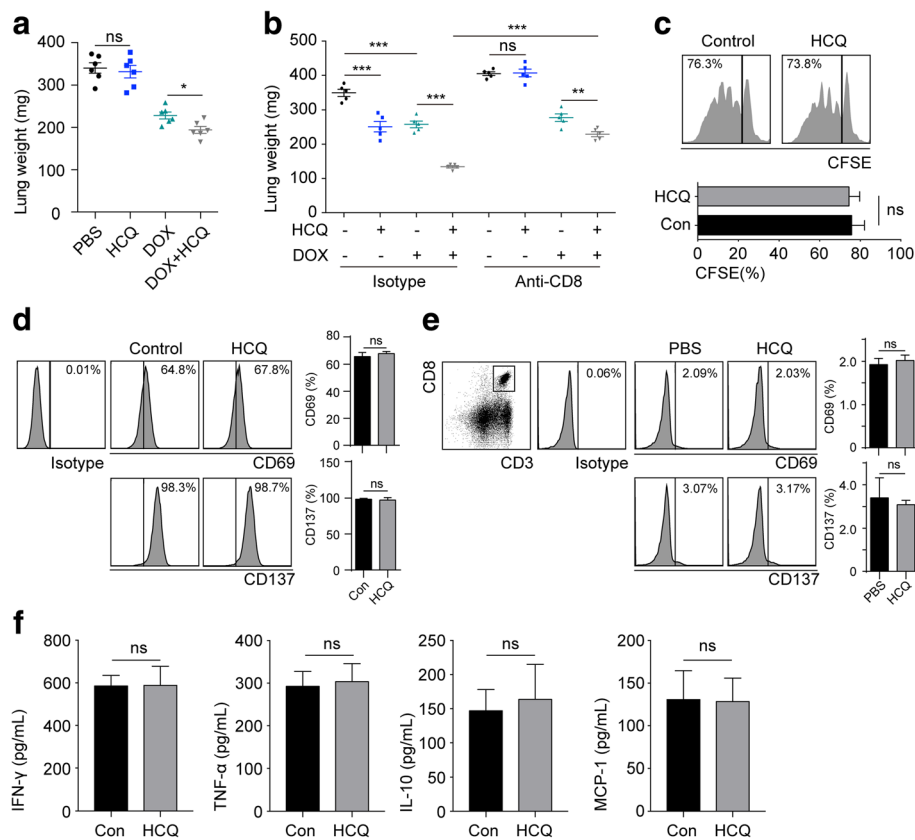 a
Lung weight (mg)
400
300
200
100
0
ns
*
PBS
HCQ
DOX
DOX+HCQ
b
Lung weight (mg)
500
400
300
200
100
0
***
***
***
***
ns
**
HCQ - + - + - + - +
DOX - - + + - - + +
Isotype Anti-CD8
c
Control HCQ
76.3% 73.8%
CFSE
HCQ
Con
ns
0 20 40 60 80 100
CFSE(%)
d
Control HCQ
0.01% 64.8% 67.8%
Isotype CD69
98.3% 98.7%
CD137
CD69 (%)
80
60
40
20
0
ns
CD137 (%)
150
100
50
0
ns
Con HCQ
e
PBS HCQ
CD8
CD3
0.06% 2.09% 2.03%
Isotype CD69
3.07% 3.17%
CD137
CD69 (%)
2.0
1.0
0
ns
CD137 (%)
4.0
2.0
0
ns
PBS HCQ
f
IFN-γ (pg/mL)
800
600
400
200
0
ns
Con HCQ
TNF-α (pg/mL)
400
300
200
100
0
ns
Con HCQ
IL-10 (pg/mL)
250
200
150
100
50
0
ns
Con HCQ
MCP-1 (pg/mL)
200
150
100
50
0
ns
Con HCQ